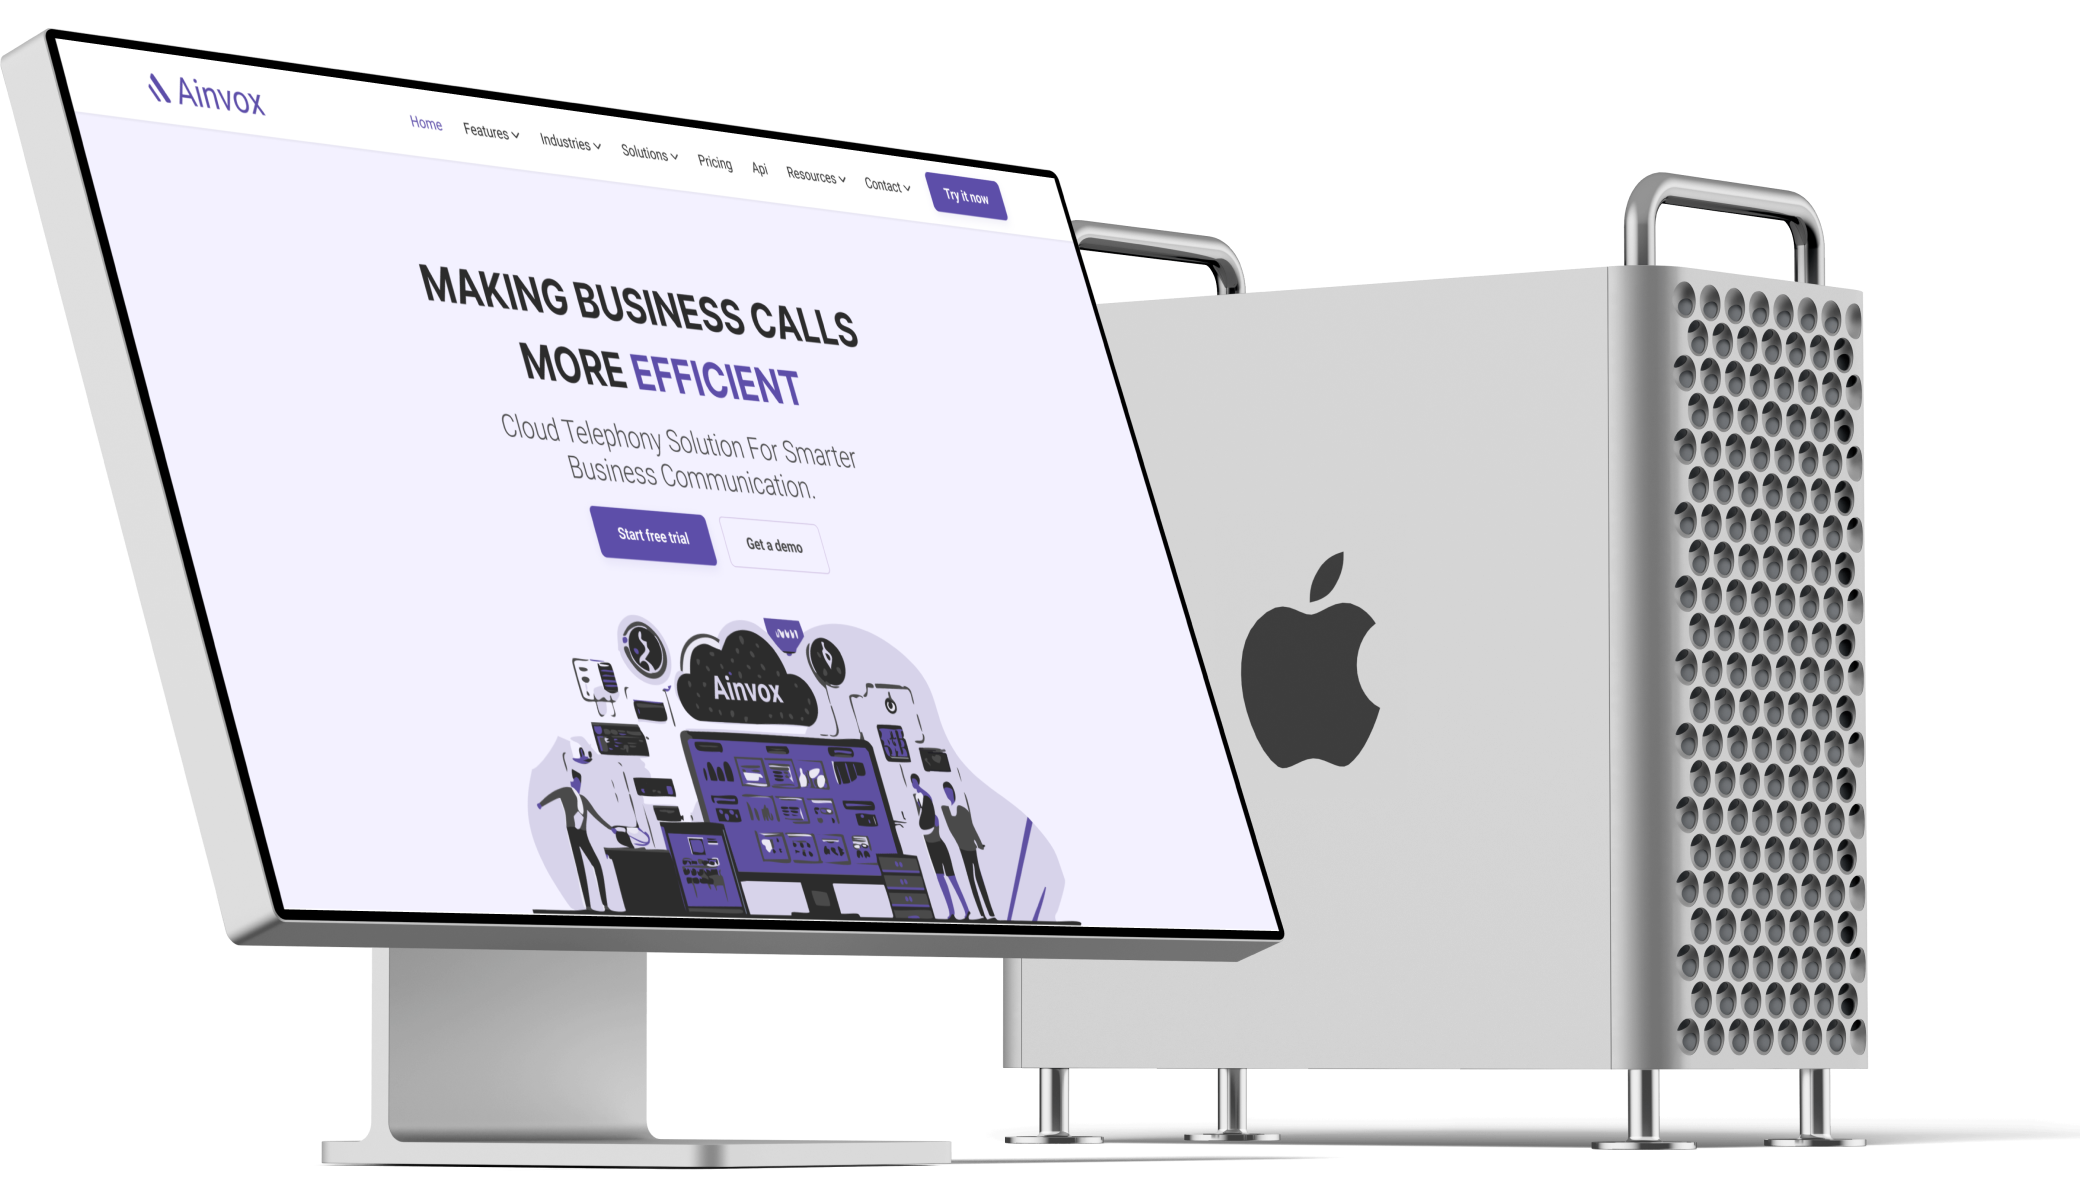 Ainvox
Home Features Industries Solutions Pricing Api Resources Contact Try it now
MAKING BUSINESS CALLS
MORE EFFICIENT
Cloud Telephony Solution For Smarter
Business Communication.
Start free trial Get a demo
Ainvox